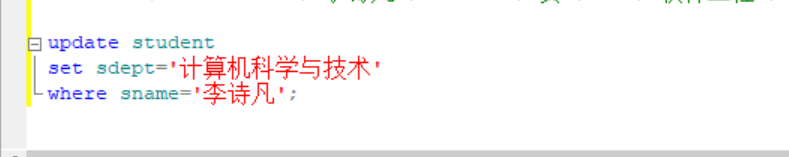 update student
set sdept='计算机科学与技术'
where sname='李诗凡';